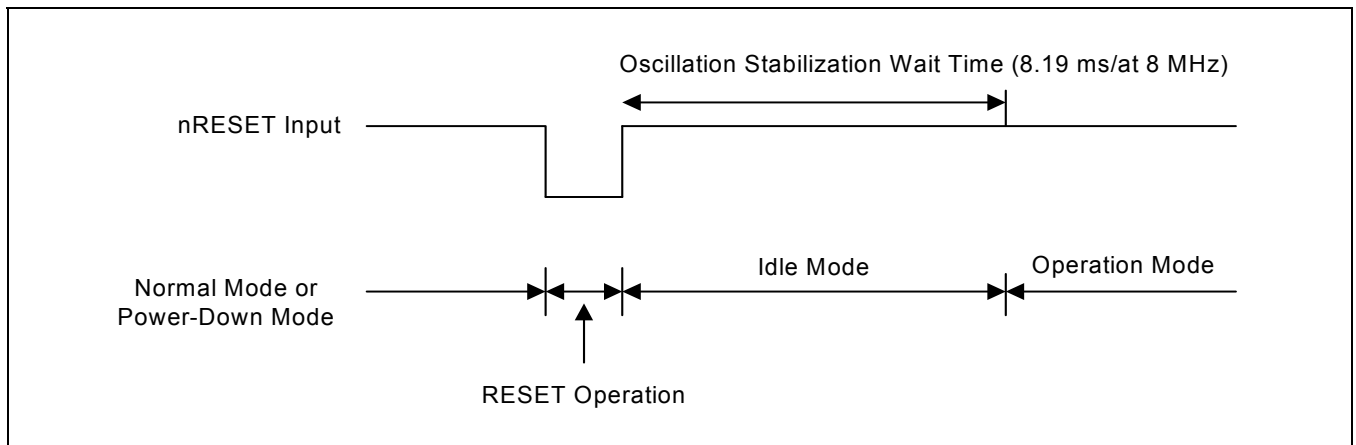 Oscillation Stabilization Wait Time (8.19 ms/at 8 MHz)
nRESET Input
Idle Mode
Operation Mode
Normal Mode or
Power-Down Mode
RESET Operation